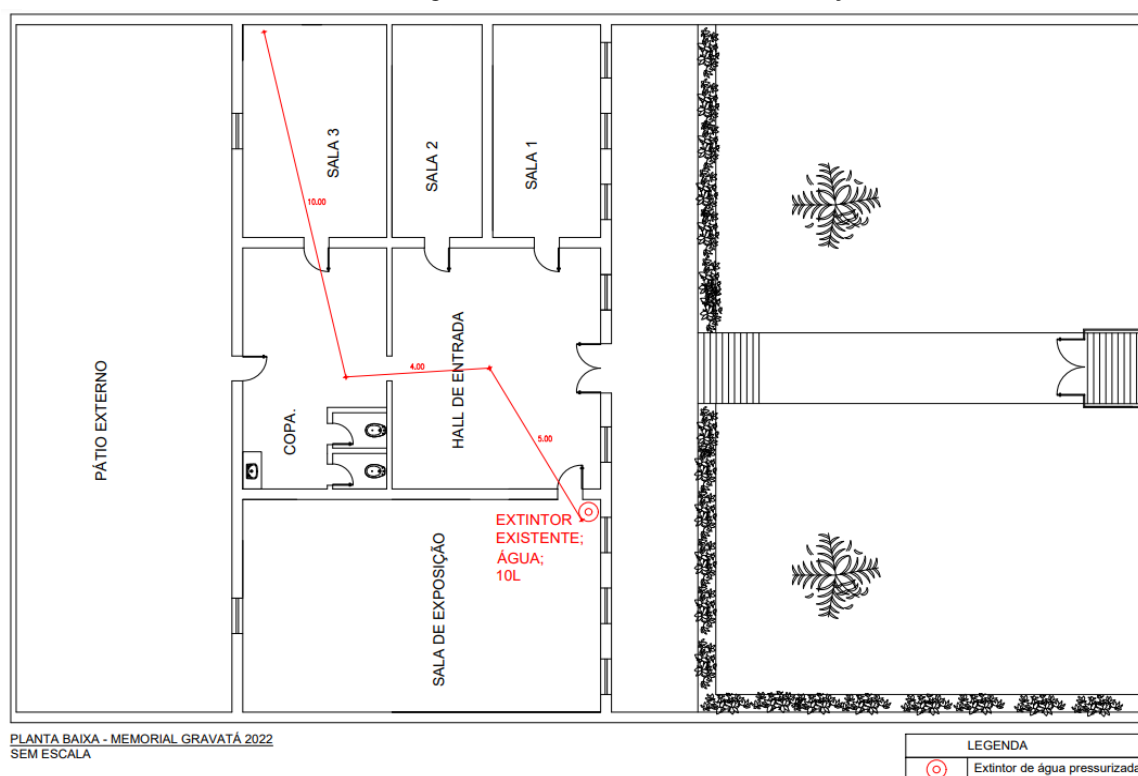 SALA 3
SALA 2
SALA 1
10.00
PÁTIO EXTERNO
COPA.
4.00
HALL DE ENTRADA
5.00
SALA DE EXPOSIÇÃO
EXTINTOR
EXISTENTE;
ÁGUA;
10L
PLANTA BAIXA - MEMORIAL GRAVATÁ 2022
SEM ESCALA
LEGENDA
Extintor de água pressurizada